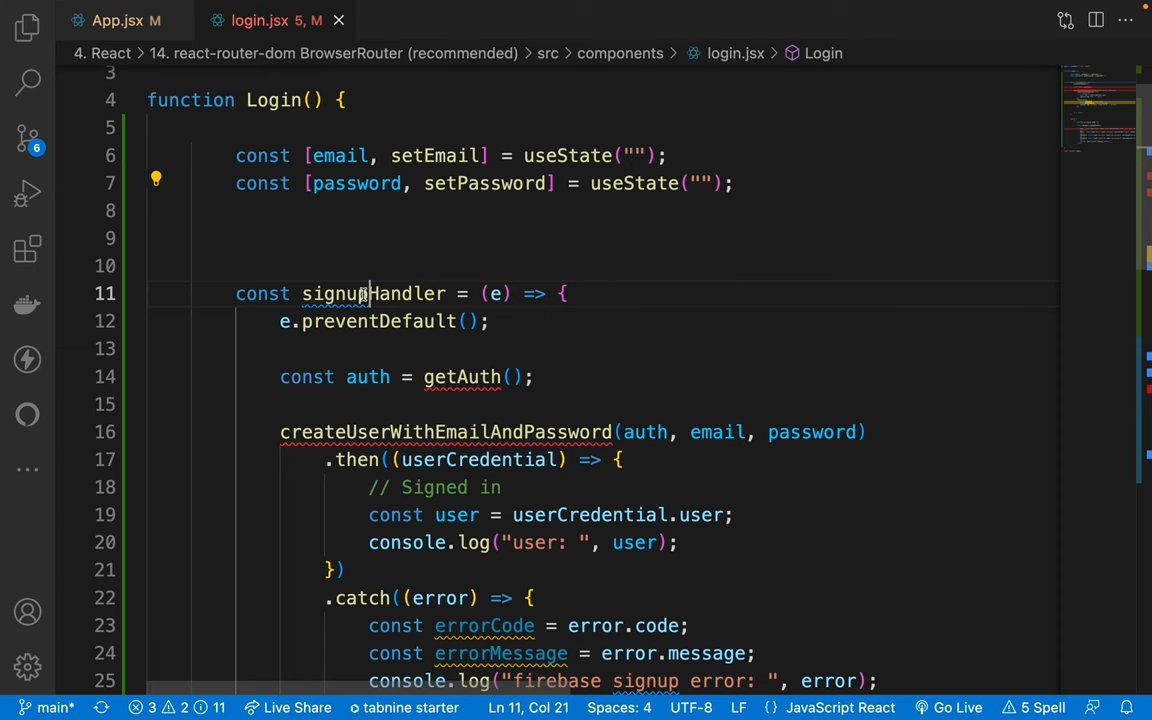 App.jsx M
login.jsx 5, M
4. React > 14. react-router-dom BrowserRouter (recommended) > src > components > login.jsx > Login
3
4 function Login() {
5
6 const [email, setEmail] = useState("");
7 const [password, setPassword] = useState("");
8
9
10
11 const signupHandler = (e) => {
12 e.preventDefault();
13
14 const auth = getAuth();
15
16 createUserWithEmailAndPassword(auth, email, password)
17 .then((userCredential) => {
18 // Signed in
19 const user = userCredential.user;
20 console.log("user: ", user);
21 })
22 .catch((error) => {
23 const errorCode = error.code;
24 const errorMessage = error.message;
25 console.log("firebase signup error: ", error);
6
main* 3 2 11 Live Share tabnine starter Ln 11, Col 21 Spaces: 4 UTF-8 LF {} JavaScript React Go Live 5 Spell